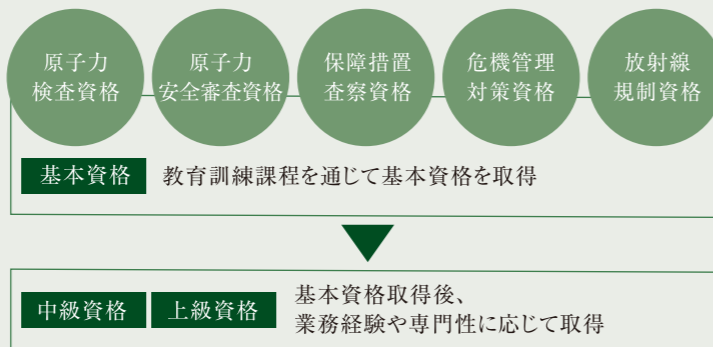 原子力
検査資格
原子力
安全審査資格
保障措置
査察資格
危機管理
対策資格
放射線
規制資格
基本資格 教育訓練課程を通じて基本資格を取得
中級資格 上級資格 基本資格取得後、
業務経験や専門性に応じて取得